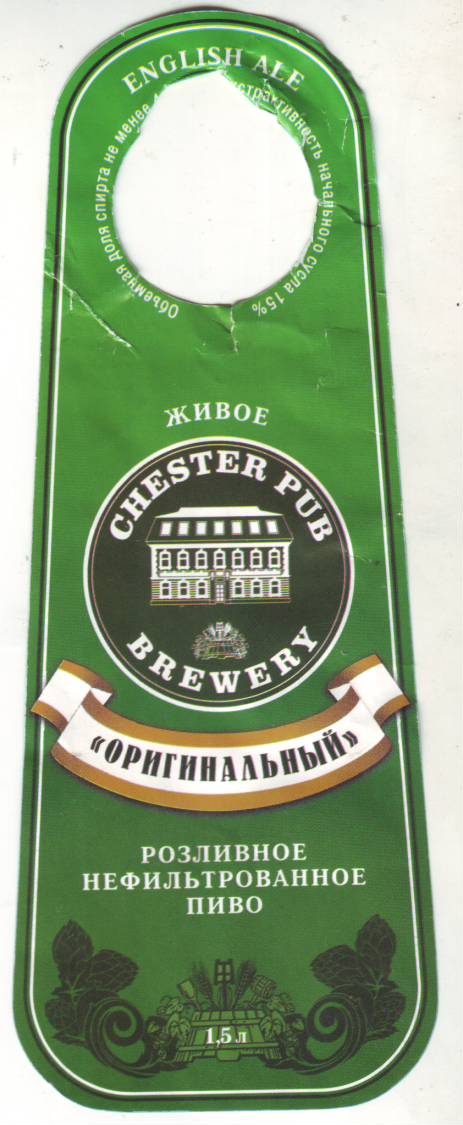 ENGLISH ALE
Объемная доля спирта не менее
экстрактивность начального сусла 15%
ЖИВОЕ
CHESTER PUB
BREWERY
«ОРИГИНАЛЬНЫЙ»
РОЗЛИВНОЕ
НЕФИЛЬТРОВАННОЕ
ПИВО
1,5 л